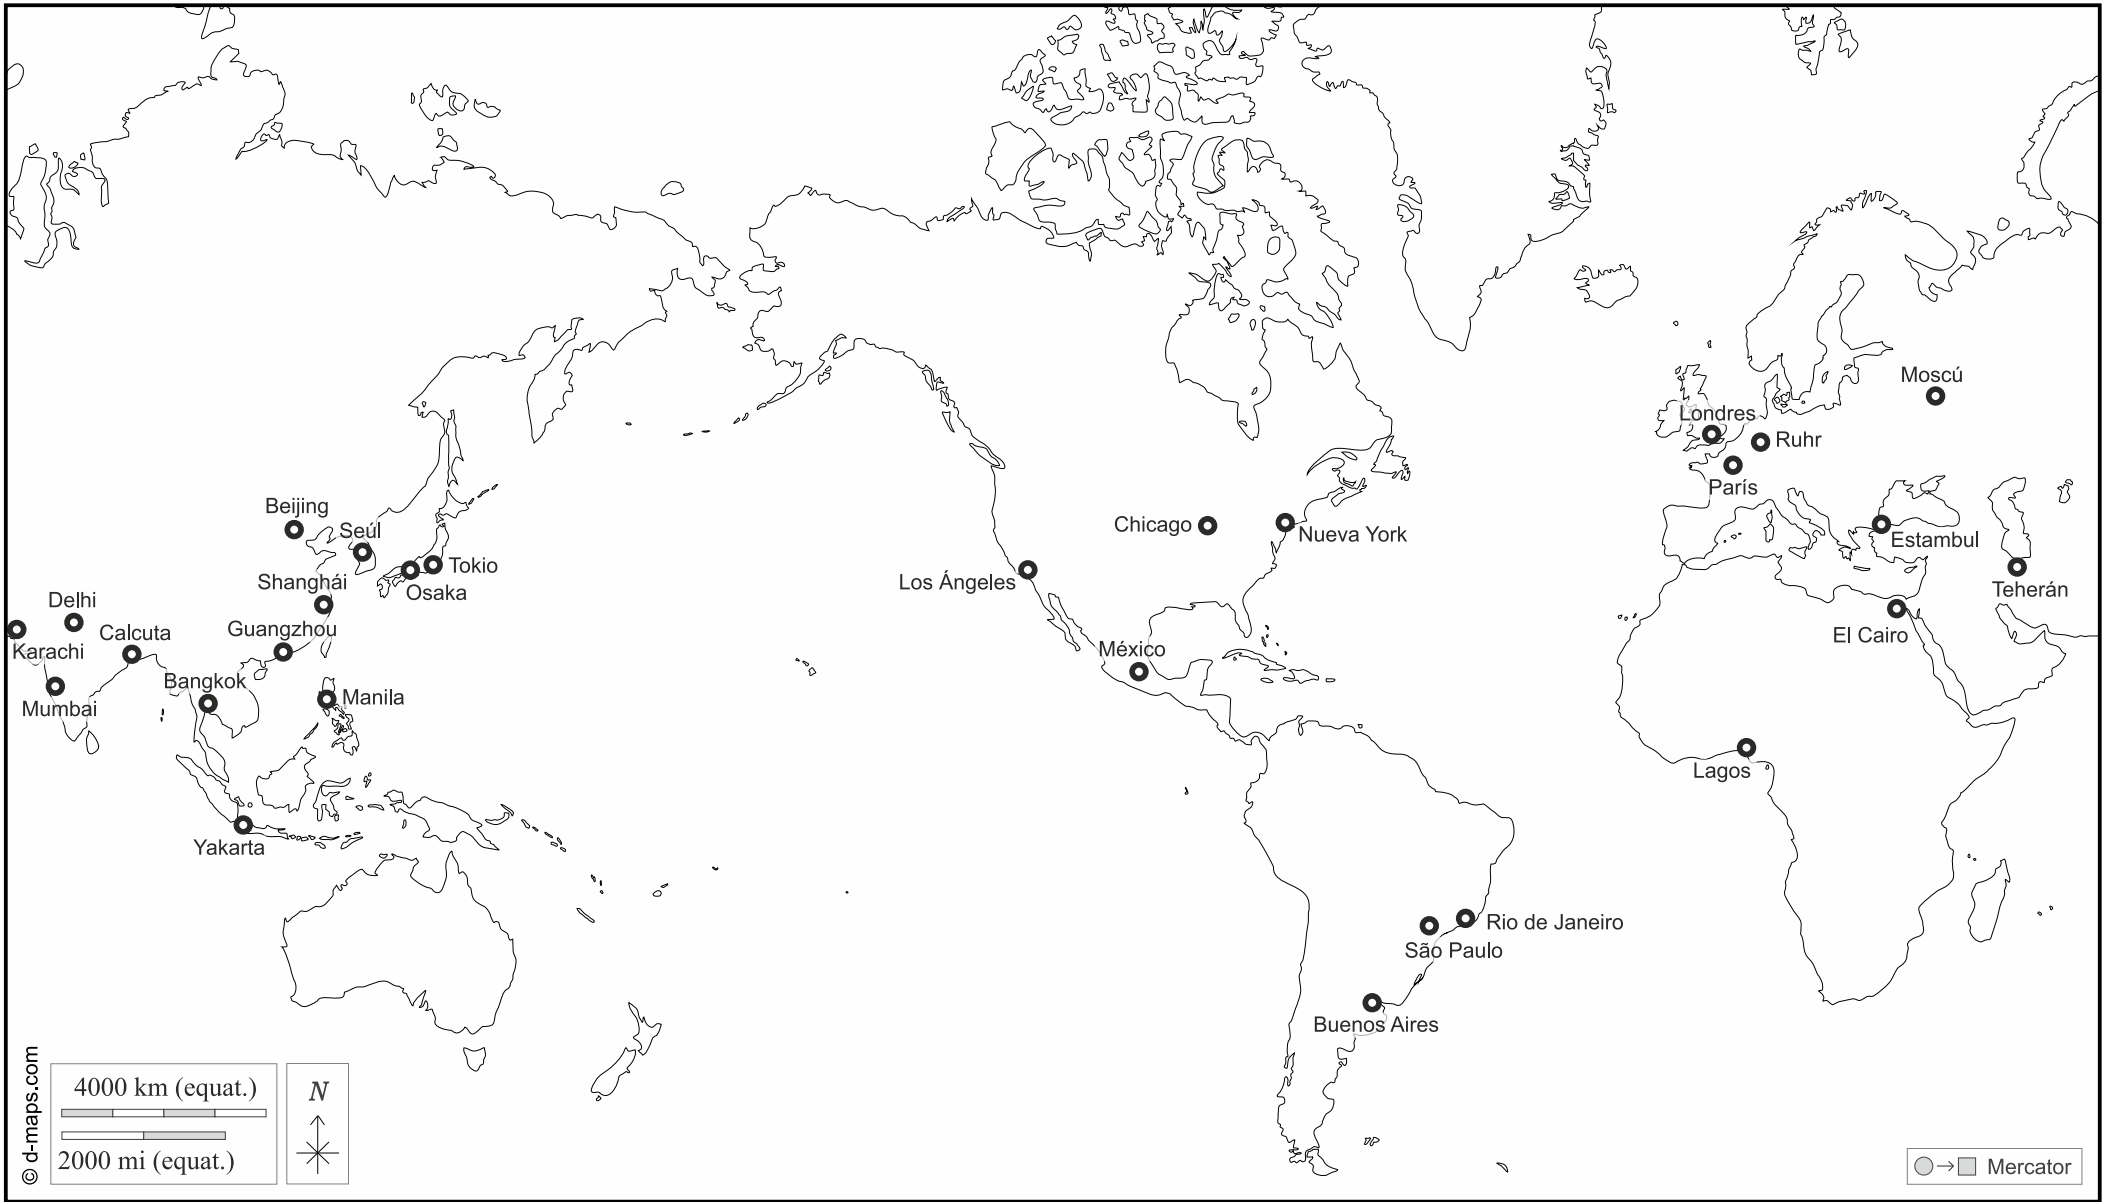 Moscú
Londres
Ruhr
París
Beijing
Seúl
Chicago
Nueva York
Estambul
Tokio
Shanghái
Los Ángeles
Osaka
Teherán
Delhi
Guangzhou
Calcuta
El Cairo
Karachi
México
Bangkok
Manila
Mumbai
Lagos
Yakarta
Rio de Janeiro
São Paulo
Buenos Aires
© d-maps.com
4000 km (equat.)
2000 mi (equat.)
N
Mercator